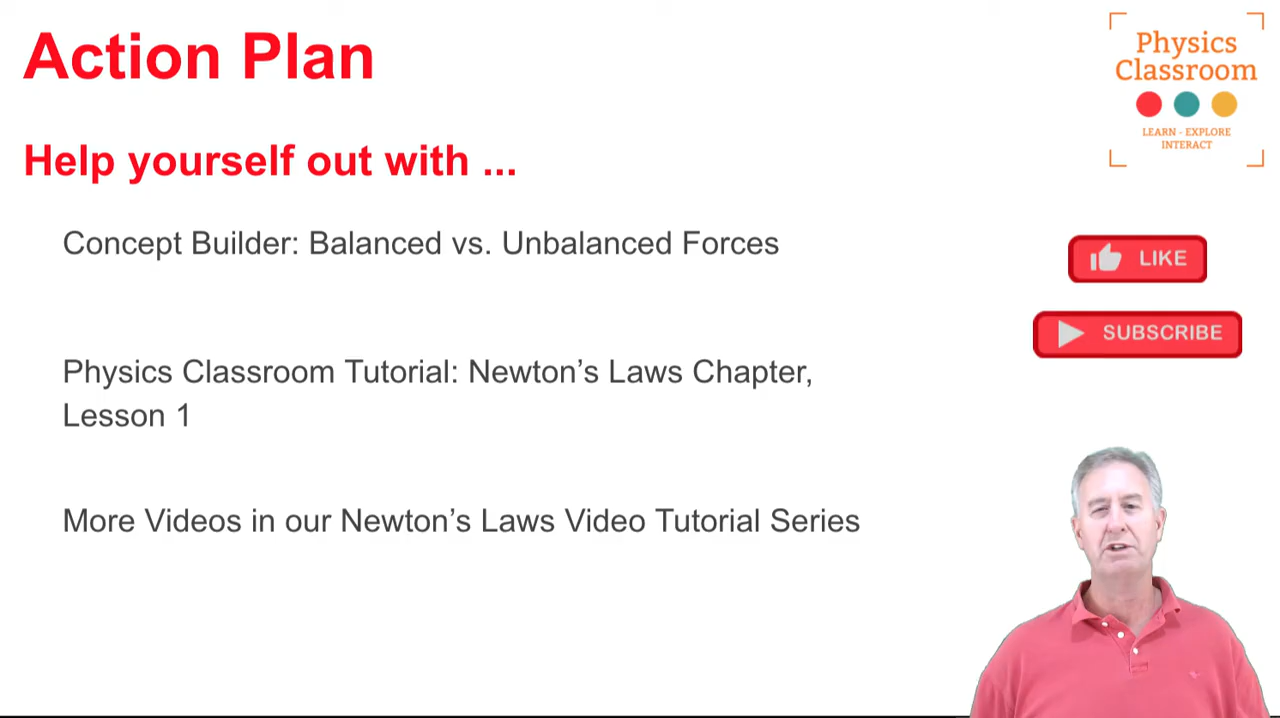 Action Plan
Physics
Classroom
LEARN - EXPLORE
INTERACT
Help yourself out with ...
Concept Builder: Balanced vs. Unbalanced Forces
LIKE
SUBSCRIBE
Physics Classroom Tutorial: Newton’s Laws Chapter,
Lesson 1
More Videos in our Newton’s Laws Video Tutorial Series